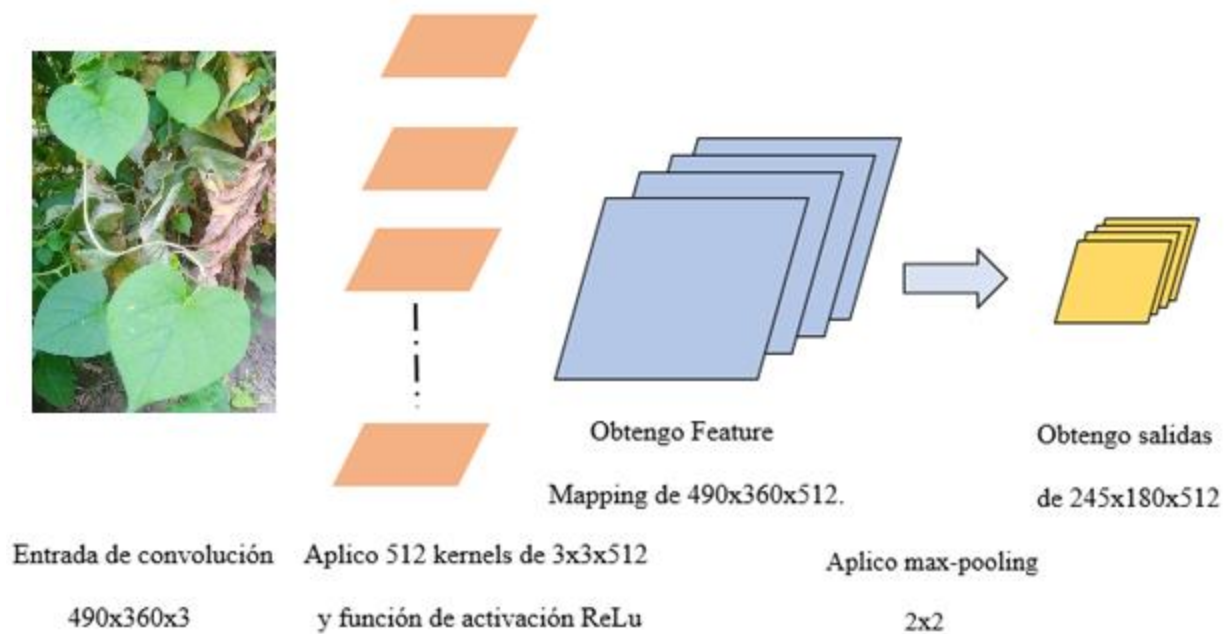 Obtengo Feature
Mapping de 490x360x512.
Obtengo salidas
de 245x180x512
Entrada de convolución
490x360x3
Aplico 512 kernels de 3x3x512
y función de activación ReLu
Aplico max-pooling
2x2